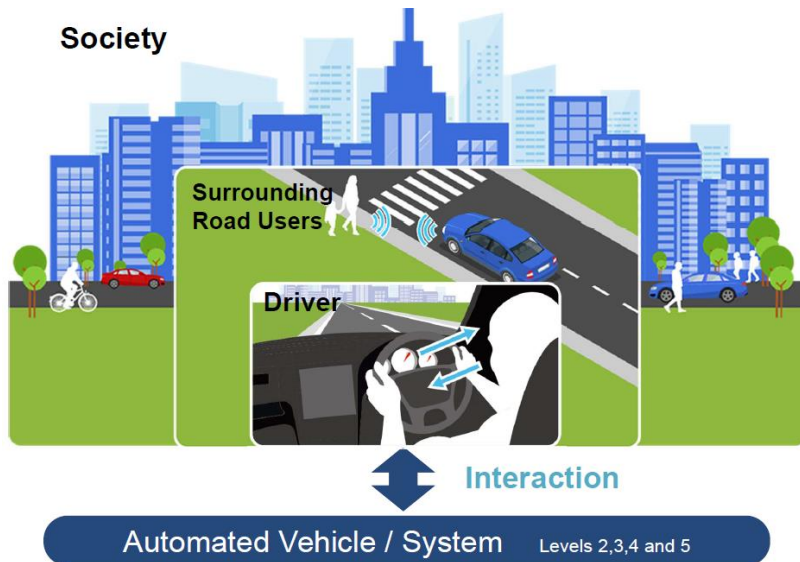 Society
Surrounding
Road Users
Driver
Interaction
Automated Vehicle / System Levels 2,3,4 and 5